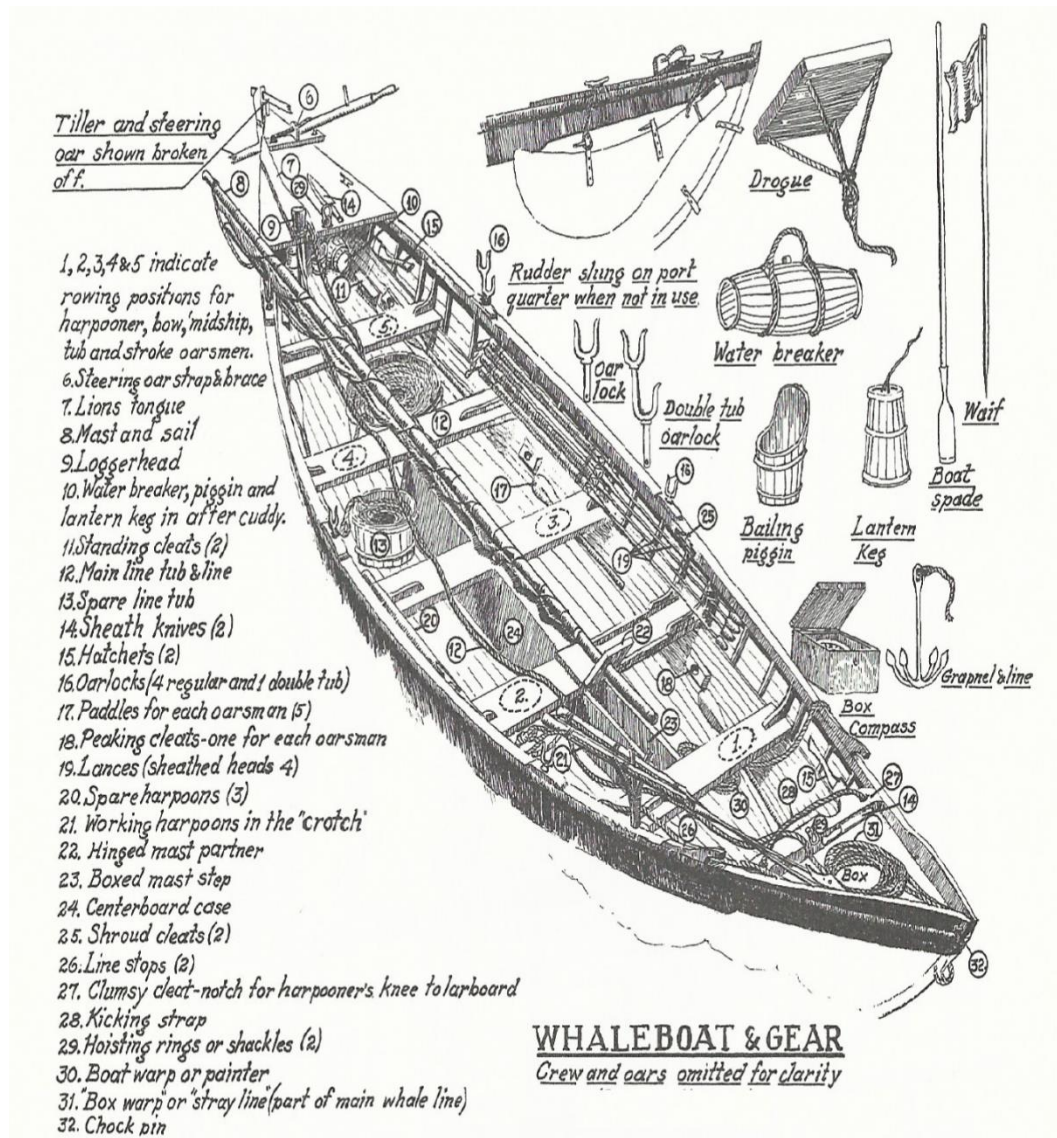 Tiller and steering
oar shown broken
off.
1, 2, 3, 4 & 5 indicate
rowing positions for
harpooner, bow, 'midship,
tub and stroke oarsmen.
6. Steering oar strap & brace
7. Lions tongue
8. Mast and sail
9. Loggerhead
10. Water breaker, piggin and
lantern keg in after cuddy.
11. Standing cleats (2)
12. Main line tub & line
13. Spare line tub
14. Sheath knives (2)
15. Hatchets (2)
16. Oarlocks (4 regular and 1 double tub)
17. Paddles for each oarsman (5)
18. Peaking cleats-one for each oarsman
19. Lances (sheathed heads 4)
20. Spare harpoons (3)
21. Working harpoons in the "crotch"
22. Hinged mast partner
23. Boxed mast step
24. Centerboard case
25. Shroud cleats (2)
26. Line stops (2)
27. Clumsy cleat-notch for harpooner's knee to larboard
28. Kicking strap
29. Hoisting rings or shackles (2)
30. Boat warp or painter
31. "Box warp" or "stray line" (part of main whale line)
32. Chock pin
6
7
29
8
14
9
10
15
16
11
5.
12
4.
17
3.
13
16
25
19
20
12
24
22
18
2.
23
1.
21
30
28
15
27
14
26
29
31
Box
32
Rudder slung on port
quarter when not in use
Drogue
Water breaker
Oar
lock
Double tub
oarlock
Waif
Boat
spade
Bailing
piggin
Lantern
Keg
Box
Compass
Grapnel & line
WHALEBOAT & GEAR
Crew and oars omitted for clarity